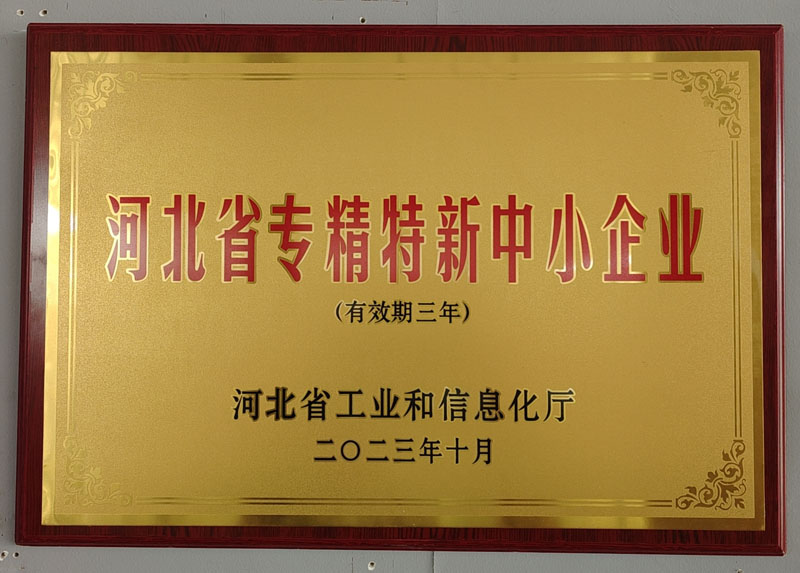 河北省专精特新中小企业
(有效期三年)
河北省工业和信息化厅
二〇二三年十月